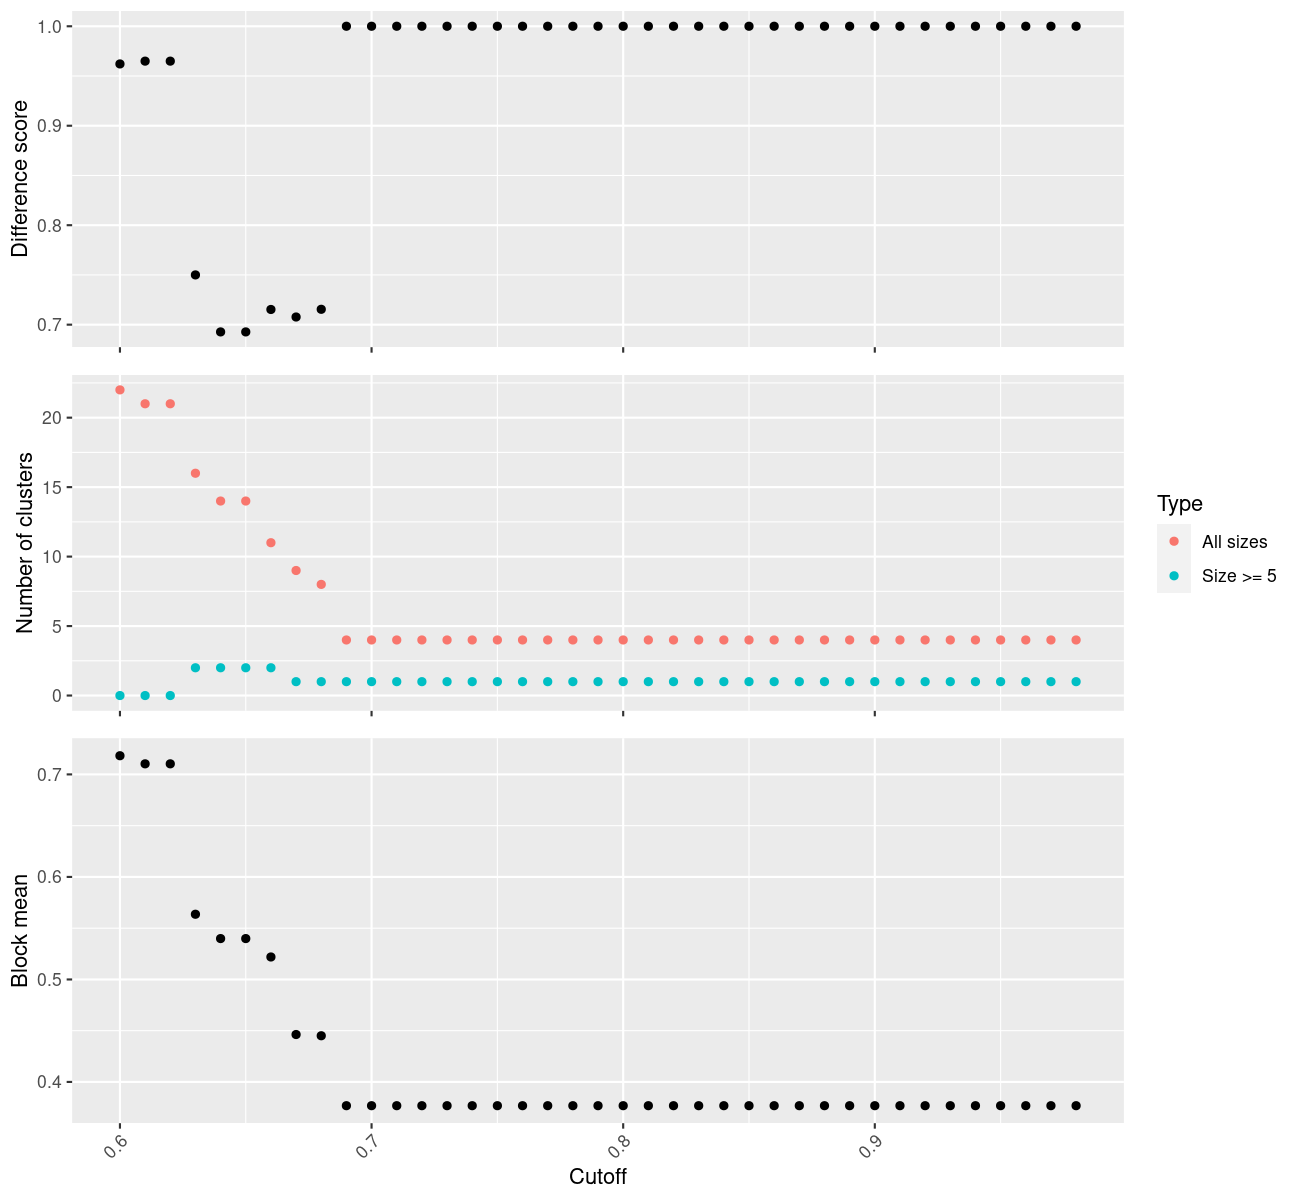 1.0
0.9
0.8
0.7
Difference score
20
15
10
5
0
Number of clusters
Type
All sizes
Size >= 5
0.7
0.6
0.5
0.4
Block mean
0.6 0.7 0.8 0.9
Cutoff